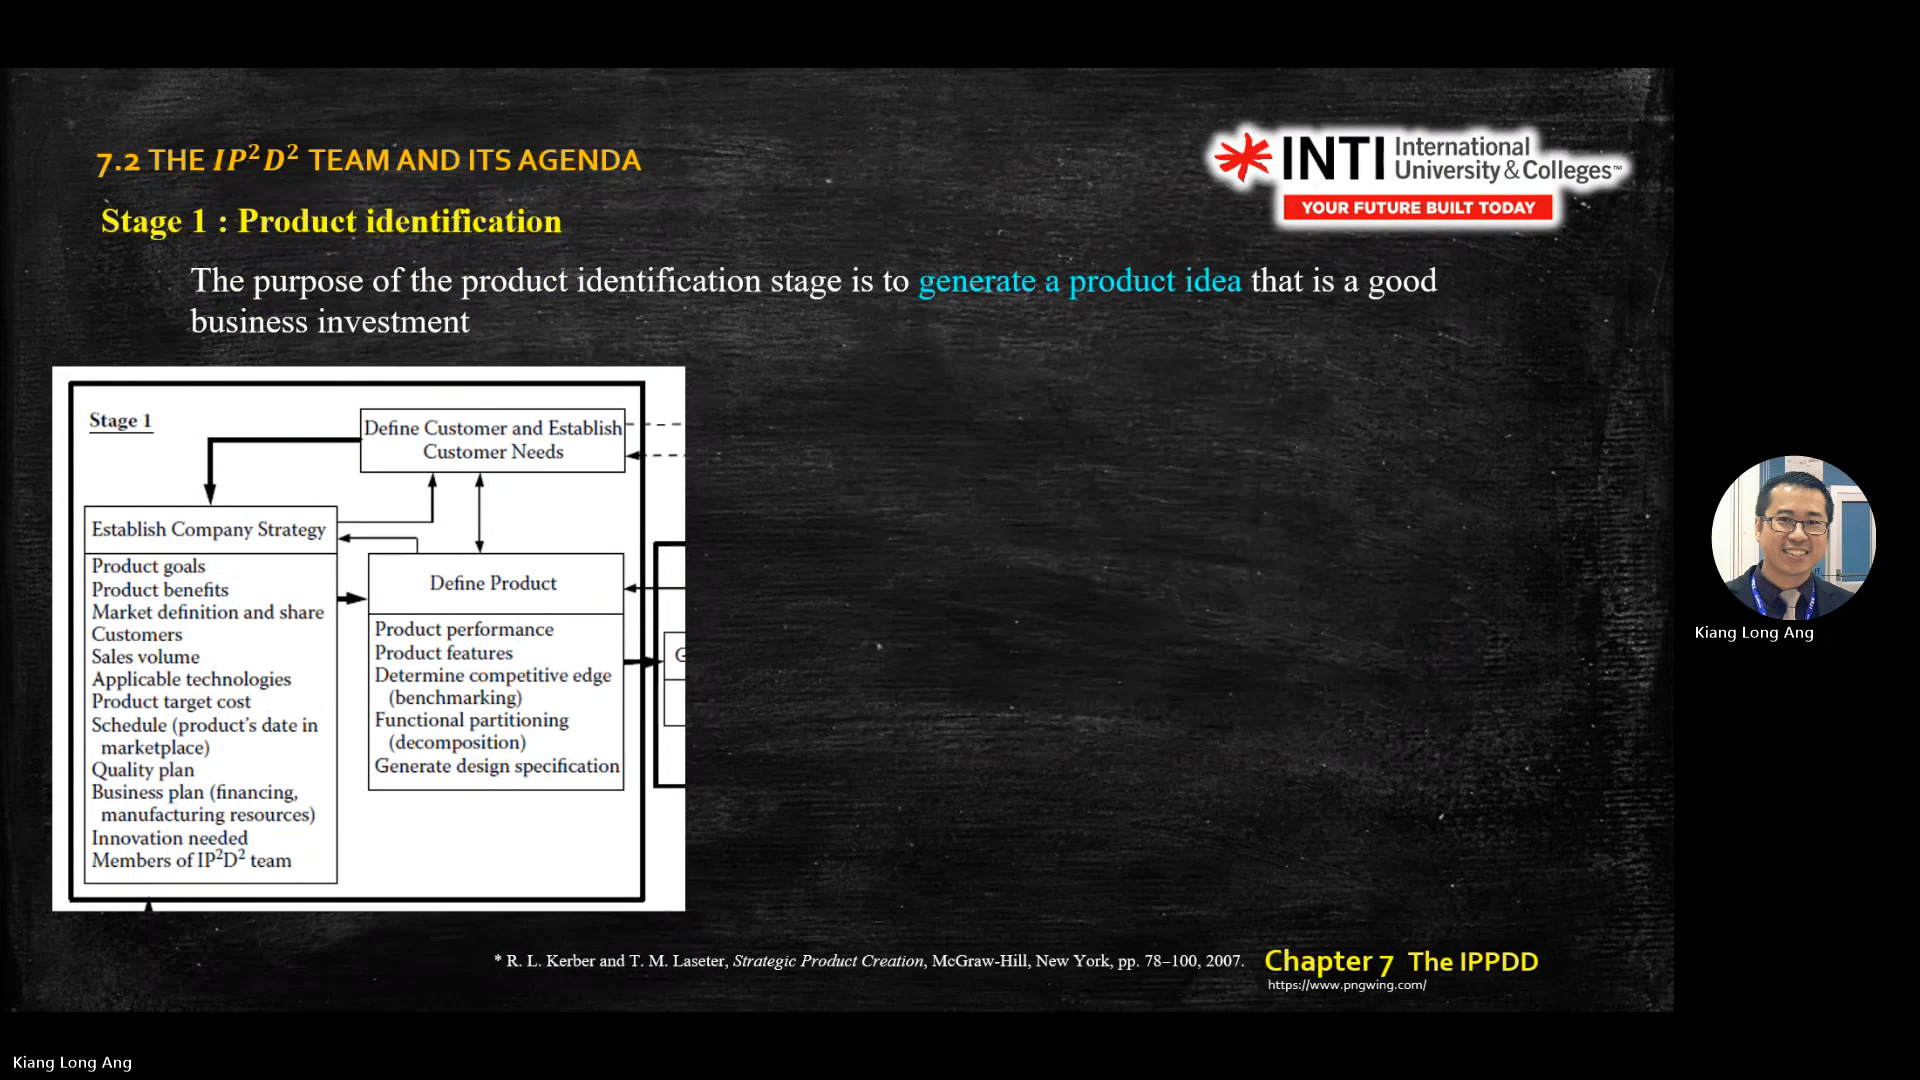 7.2 THE IP²D² TEAM AND ITS AGENDA
INTI International
University & Colleges™
YOUR FUTURE BUILT TODAY
Stage 1 : Product identification
The purpose of the product identification stage is to generate a product idea that is a good
business investment
Stage 1
Define Customer and Establish
Customer Needs
Establish Company Strategy
Product goals
Product benefits
Market definition and share
Customers
Sales volume
Applicable technologies
Product target cost
Schedule (product's date in
marketplace)
Quality plan
Business plan (financing,
manufacturing resources)
Innovation needed
Members of IP²D² team
Define Product
Product performance
Product features
Determine competitive edge
(benchmarking)
Functional partitioning
(decomposition)
Generate design specification
* R. L. Kerber and T. M. Laseter, Strategic Product Creation, McGraw-Hill, New York, pp. 78–100, 2007.
Chapter 7 The IPPDD
https://www.pngwing.com/
Kiang Long Ang
Kiang Long Ang